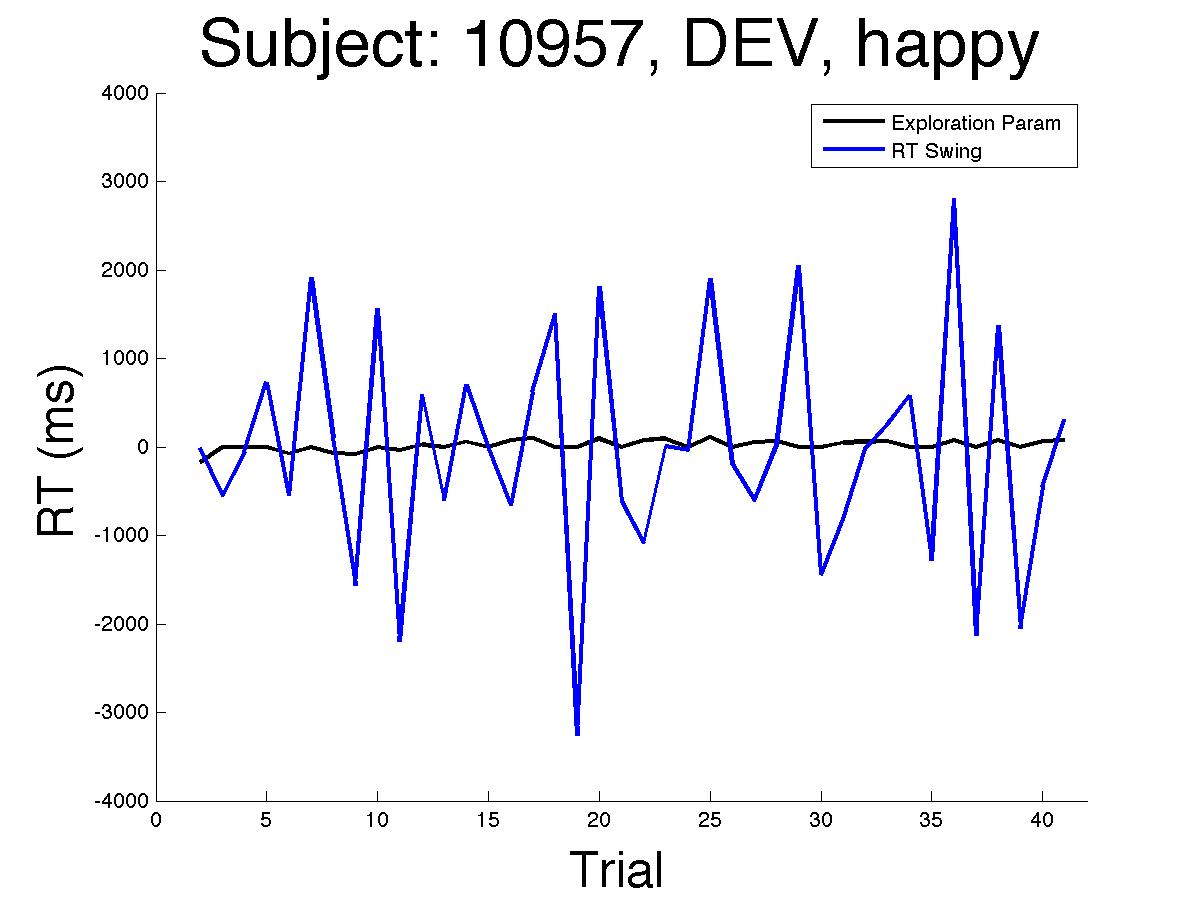 Subject: 10957, DEV, happy
Exploration Param
RT Swing
4000
3000
2000
1000
0
-1000
-2000
-3000
-4000
RT (ms)
0 5 10 15 20 25 30 35 40
Trial